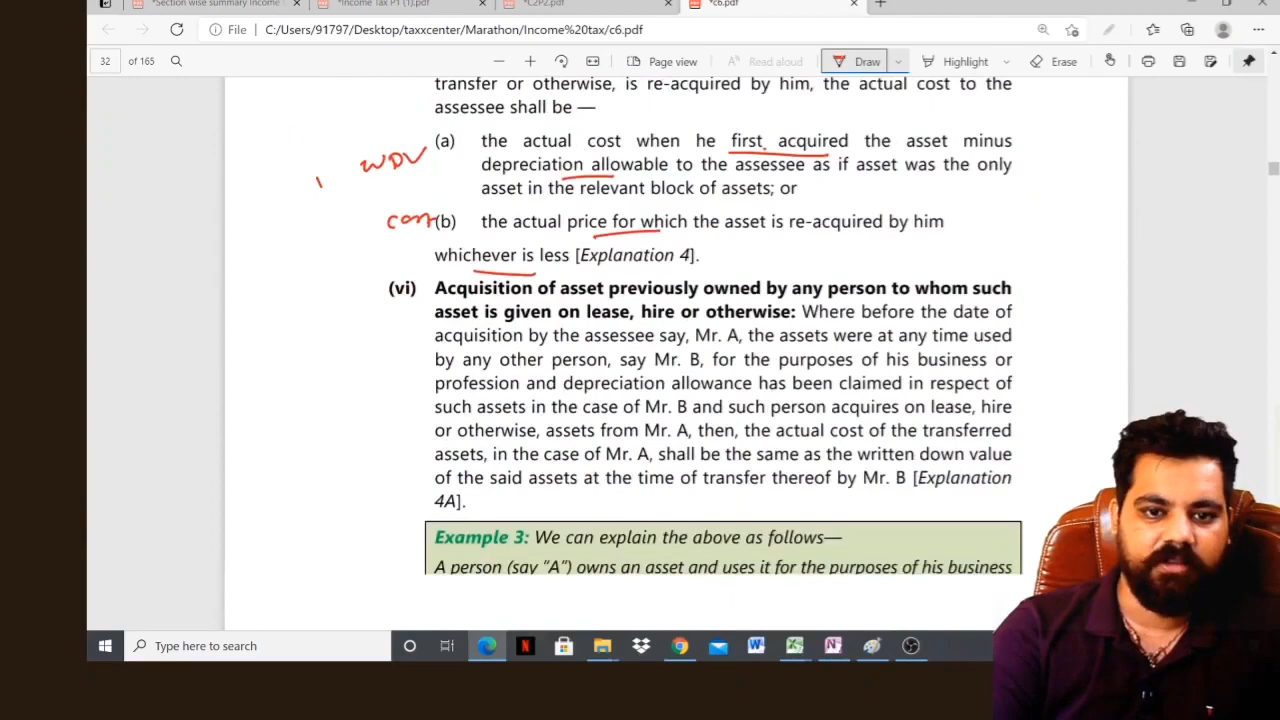 *Section wise summary Income
*Income Tax P1 (1).pdf
*C2P2.pdf
*c6.pdf
File
C:/Users/91797/Desktop/taxxcenter/Marathon/Income%20tax/c6.pdf
32 of 165
Page view
Read aloud
Draw
Highlight
Erase
transfer or otherwise, is re-acquired by him, the actual cost to the
assessee shall be —
(a) the actual cost when he first acquired the asset minus
WDV
depreciation allowable to the assessee as if asset was the only
asset in the relevant block of assets; or
(b) the actual price for which the asset is re-acquired by him
whichever is less [Explanation 4].
(vi) Acquisition of asset previously owned by any person to whom such
asset is given on lease, hire or otherwise: Where before the date of
acquisition by the assessee say, Mr. A, the assets were at any time used
by any other person, say Mr. B, for the purposes of his business or
profession and depreciation allowance has been claimed in respect of
such assets in the case of Mr. B and such person acquires on lease, hire
or otherwise, assets from Mr. A, then, the actual cost of the transferred
assets, in the case of Mr. A, shall be the same as the written down value
of the said assets at the time of transfer thereof by Mr. B [Explanation
4A].
Example 3: We can explain the above as follows—
A person (say "A") owns an asset and uses it for the purposes of his business
Type here to search